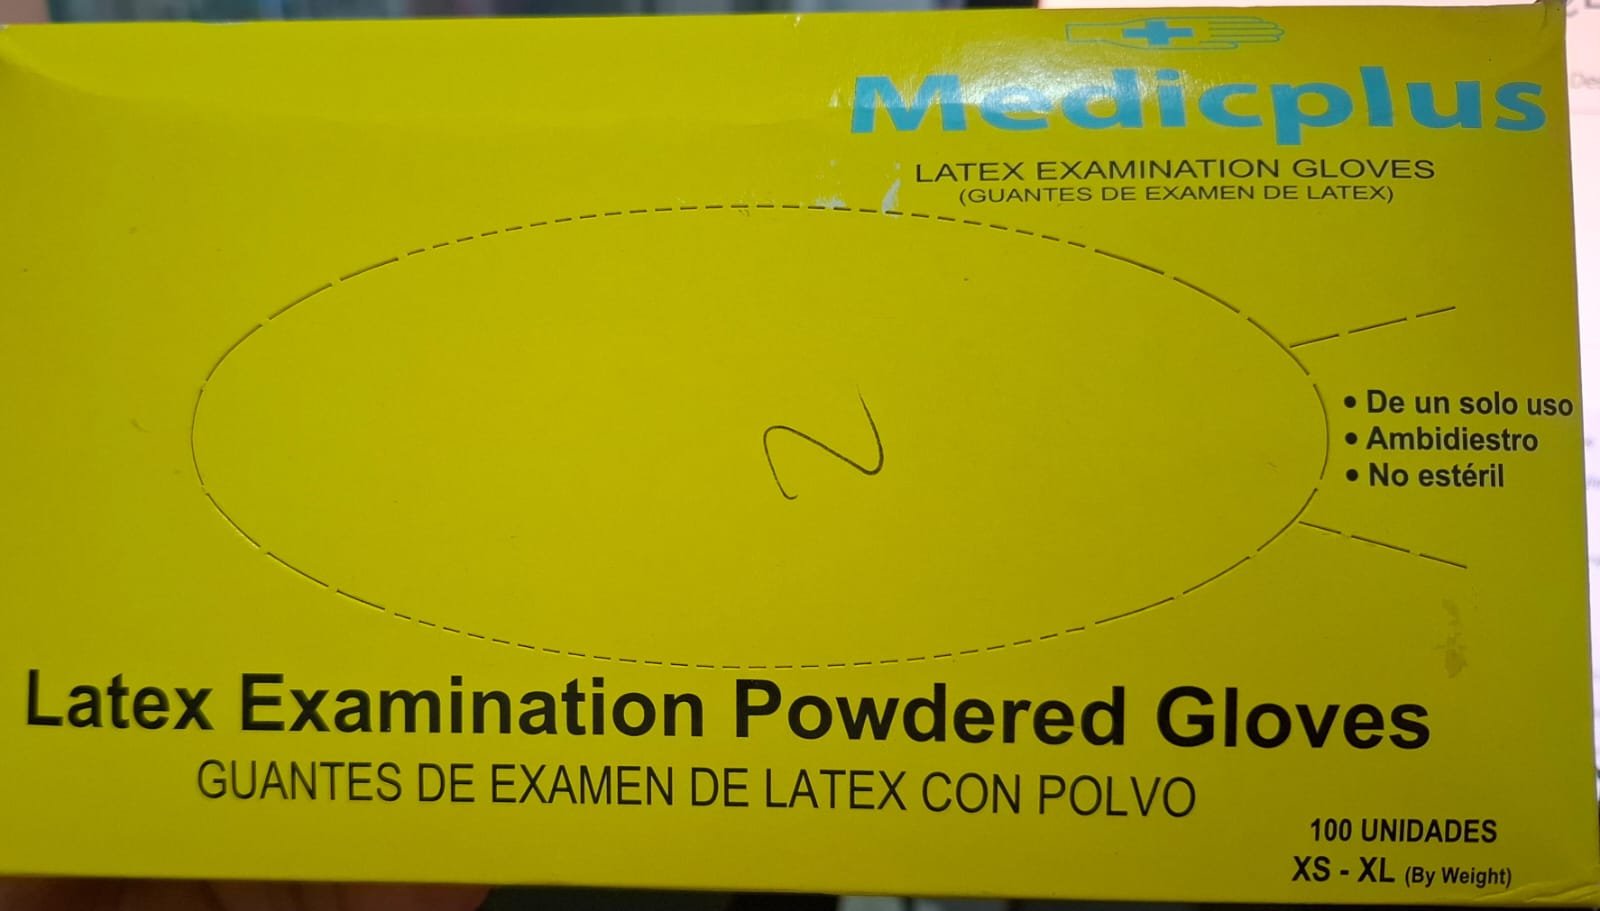 Medicplus
LATEX EXAMINATION GLOVES
(GUANTES DE EXAMEN DE LATEX)
• De un solo uso
• Ambidiestro
• No estéril
Latex Examination Powdered Gloves
GUANTES DE EXAMEN DE LATEX CON POLVO
100 UNIDADES
XS - XL (By Weight)